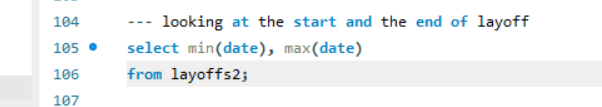 104 --- looking at the start and the end of layoff
105 select min(date), max(date)
106 from layoffs2;
107